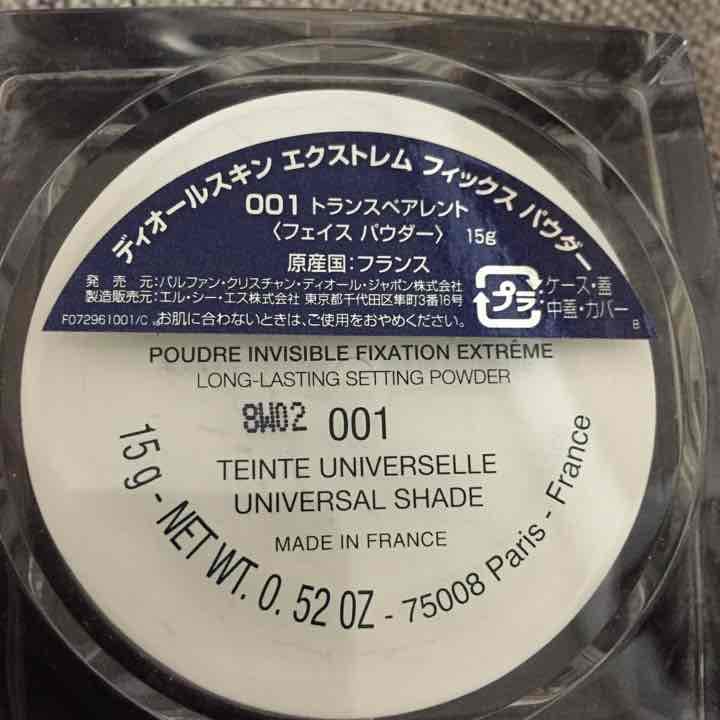 ディオールスキン エクストレム フィックス パウダー
001 トランスペアレント
〈フェイス パウダー〉 15g
原産国:フランス
発 売 元:パルファン・クリスチャン・ディオール・ジャポン株式会社
製造販売元:エル・シー・エス株式会社 東京都千代田区隼町3番16号
F072961001/C お肌に合わないときは、ご使用をおやめください。
プラ
ケース・蓋
中蓋・カバー
B
POUDRE INVISIBLE FIXATION EXTRÊME
LONG-LASTING SETTING POWDER
8W02 001
TEINTE UNIVERSELLE
UNIVERSAL SHADE
MADE IN FRANCE
15 g - NET WT. 0. 52 OZ - 75008 Paris - France